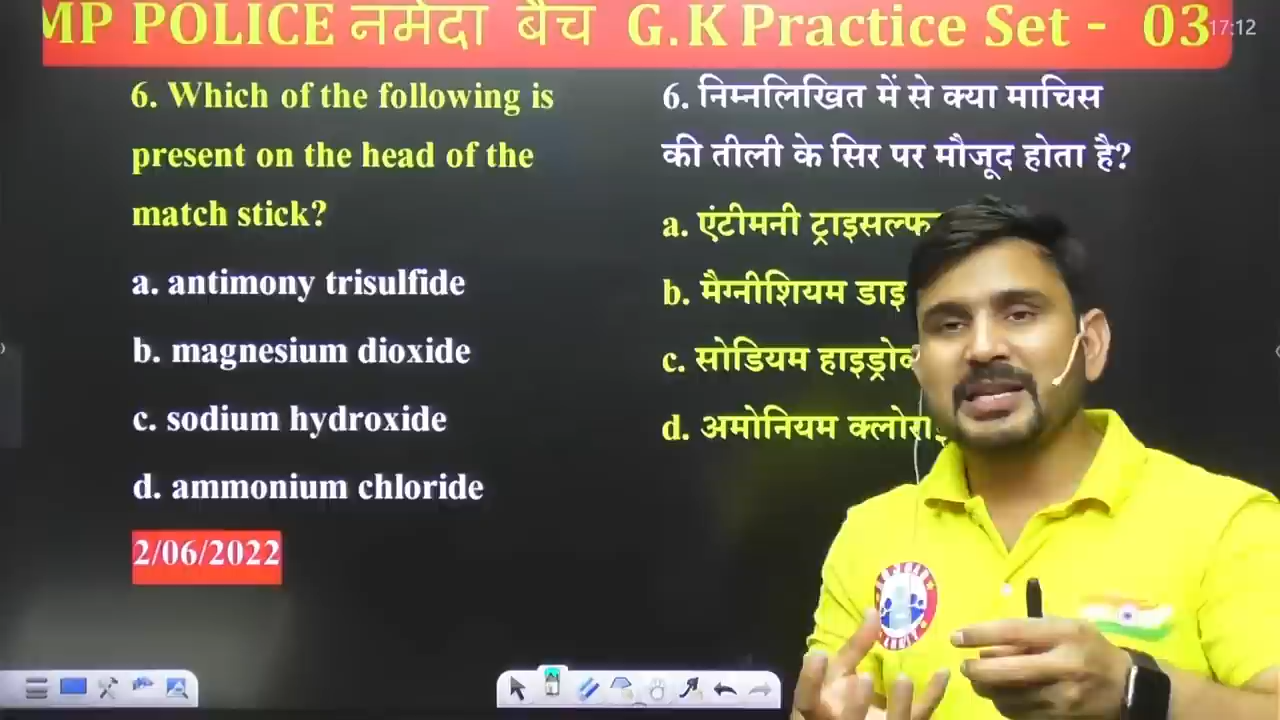 MP POLICE नर्मदा बैच G.K Practice Set - 03
17:12
6. Which of the following is
present on the head of the
match stick?
a. antimony trisulfide
b. magnesium dioxide
c. sodium hydroxide
d. ammonium chloride
2/06/2022
6. निम्नलिखित में से क्या माचिस
की तीली के सिर पर मौजूद होता है?
a. एंटीमनी
b. मैग्नीशियम डाइ
c. सोडियम
d. अमोनियम